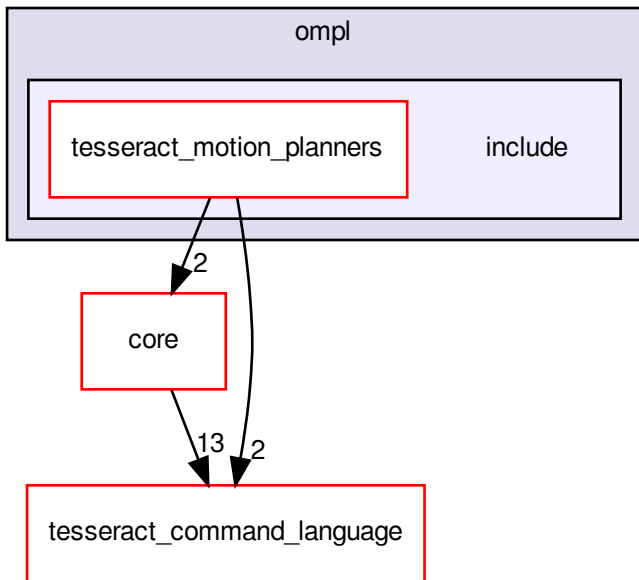 ompl
tesseract_motion_planners
include
2
core
13
2
tesseract_command_language